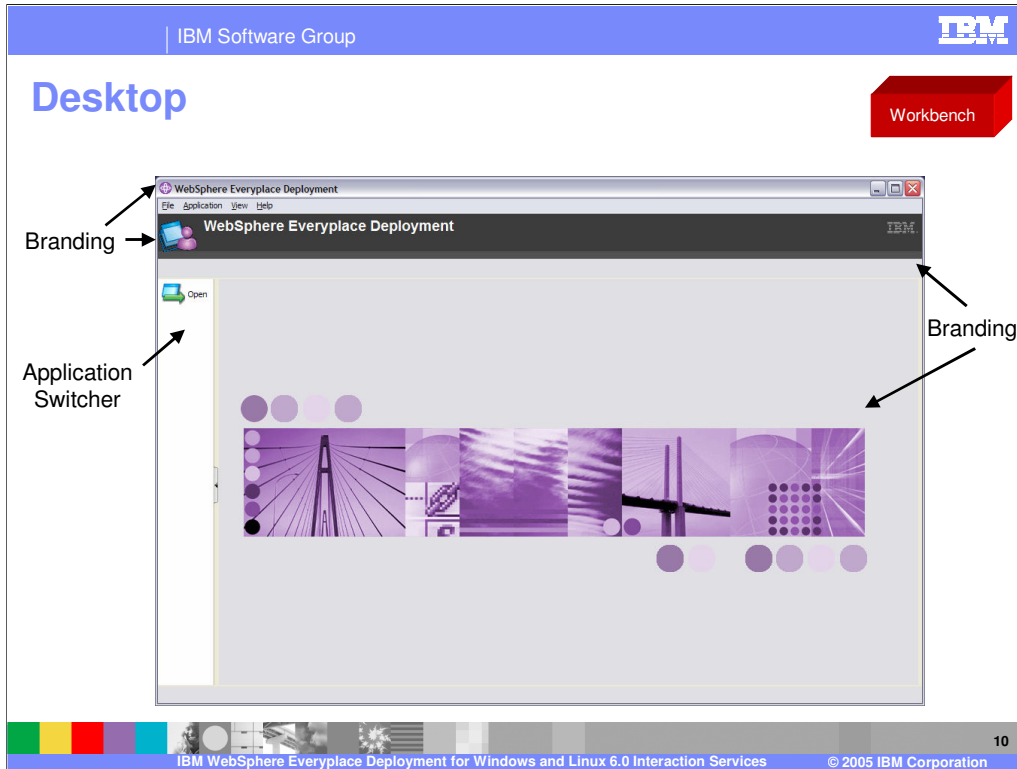 IBM Software Group
IBM
Desktop
Workbench
WebSphere Everyplace Deployment
File Application View Help
WebSphere Everyplace Deployment
IBM
Branding
Open
Branding
Application
Switcher
10
IBM WebSphere Everyplace Deployment for Windows and Linux 6.0 Interaction Services
© 2005 IBM Corporation